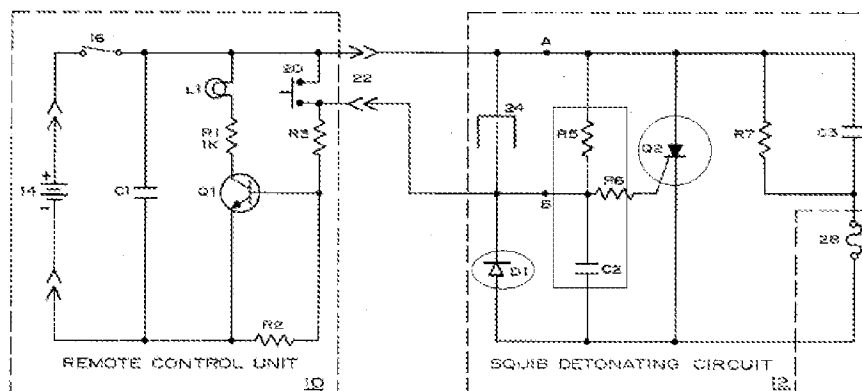 16
A
20
22
L1
24
R1
1K
R3
R5
Q2
R7
C3
14
+
-
C1
Q1
R6
B
28
D1
C2
R2
REMOTE CONTROL UNIT
10
SQUIB DETONATING CIRCUIT
12